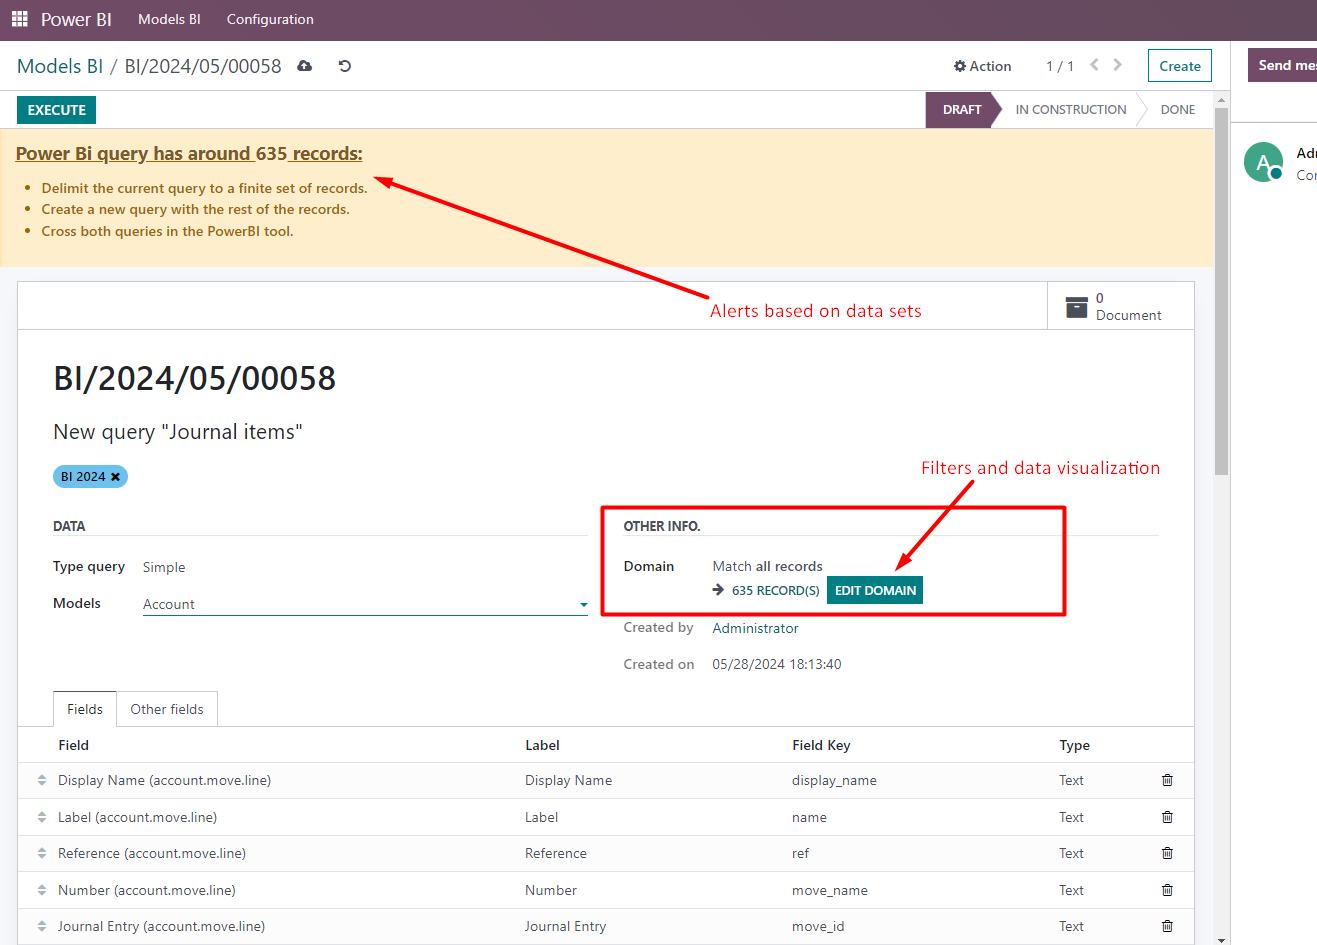 Power BI Models BI Configuration
Models BI / BI/2024/05/00058 Action 1 / 1 Create Send
EXECUTE DRAFT IN CONSTRUCTION DONE
Power Bi query has around 635 records:
Delimit the current query to a finite set of records.
Create a new query with the rest of the records.
Cross both queries in the PowerBI tool.
A
Alerts based on data sets
0
Document
BI/2024/05/00058
New query "Journal items"
BI 2024
Filters and data visualization
DATA OTHER INFO.
Type query Simple Domain Match all records
635 RECORD(S) EDIT DOMAIN
Models Account
Created by Administrator
Created on 05/28/2024 18:13:40
Fields Other fields
Field Label Field Key Type
Display Name (account.move.line) Display Name display_name Text
Label (account.move.line) Label name Text
Reference (account.move.line) Reference ref Text
Number (account.move.line) Number move_name Text
Journal Entry (account.move.line) Journal Entry move_id Text